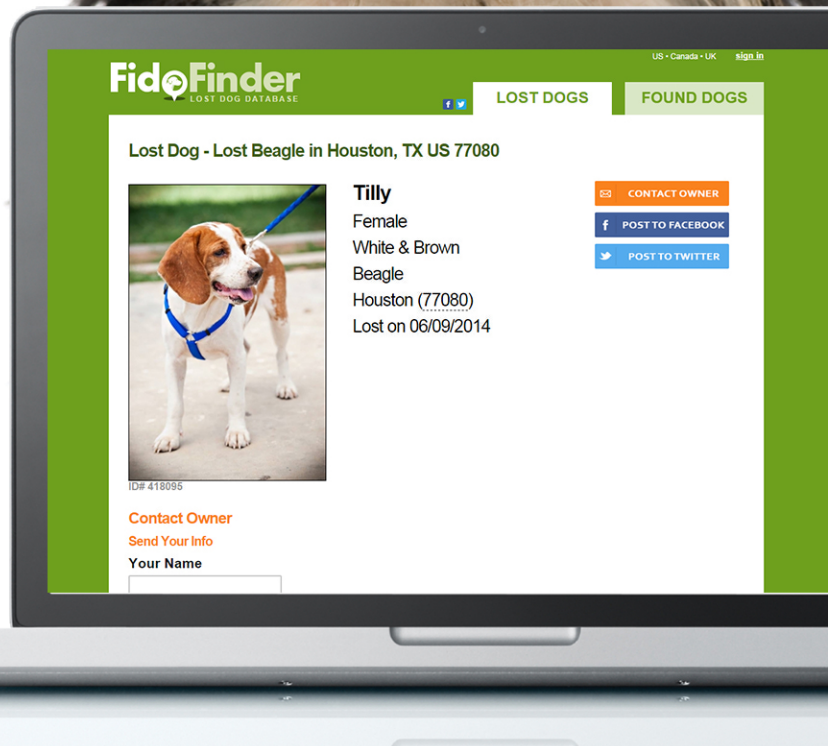 US • Canada • UK
sign in
FidoFinder
LOST DOG DATABASE
f
LOST DOGS
FOUND DOGS
Lost Dog - Lost Beagle in Houston, TX US 77080
Tilly
Female
White & Brown
Beagle
Houston (77080)
Lost on 06/09/2014
CONTACT OWNER
f POST TO FACEBOOK
POST TO TWITTER
ID# 418095
Contact Owner
Send Your Info
Your Name